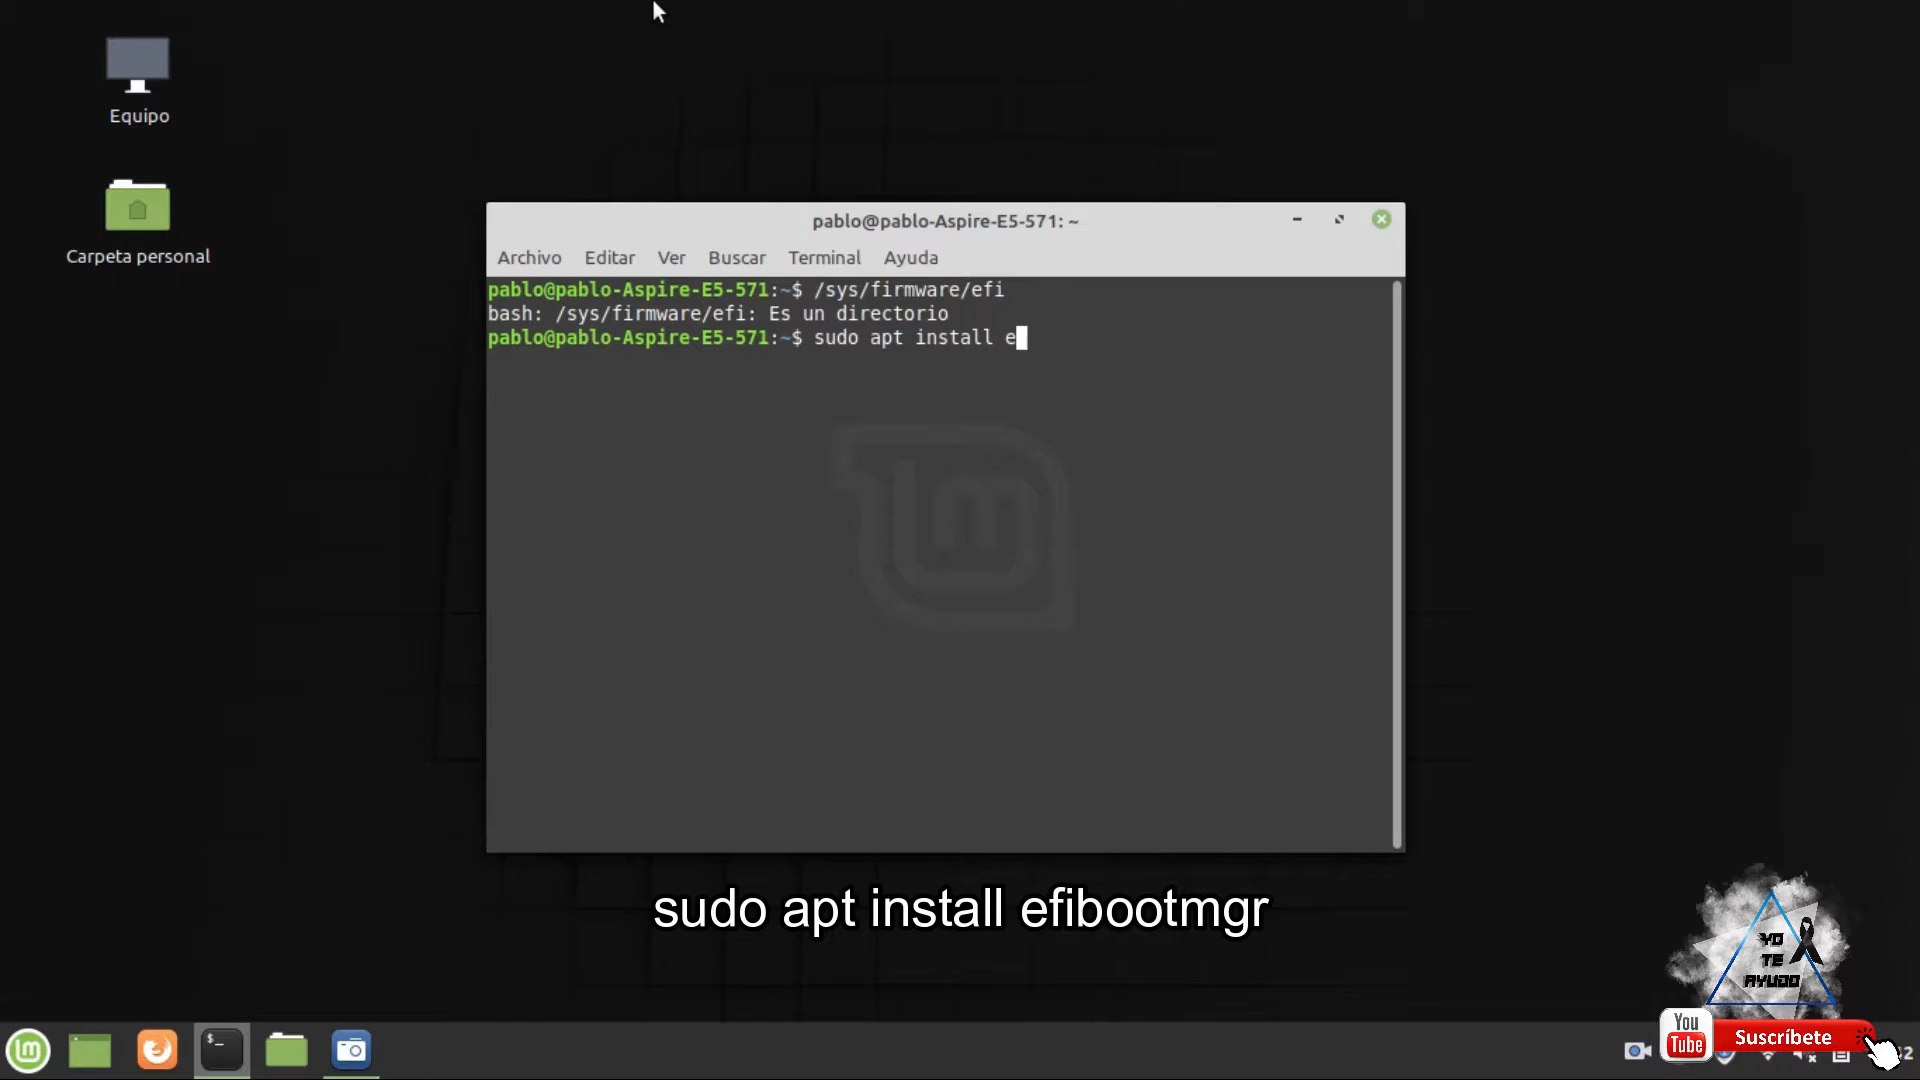 Equipo
Carpeta personal
pablo@pablo-Aspire-E5-571: ~
Archivo Editar Ver Buscar Terminal Ayuda
pablo@pablo-Aspire-E5-571:~$ /sys/firmware/efi
bash: /sys/firmware/efi: Es un directorio
pablo@pablo-Aspire-E5-571:~$ sudo apt install e
sudo apt install efibootmgr
YO
TE
AYUDO
You
Tube
Suscríbete